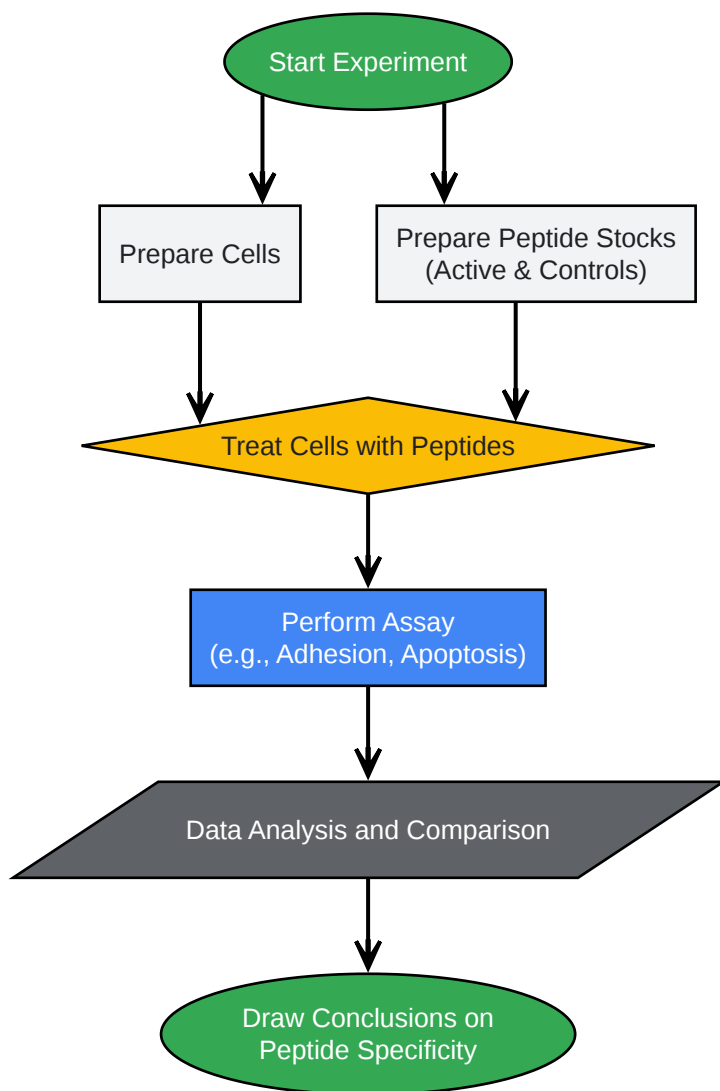 Start Experiment
Prepare Cells
Prepare Peptide Stocks
(Active & Controls)
Treat Cells with Peptides
Perform Assay
(e.g., Adhesion, Apoptosis)
Data Analysis and Comparison
Draw Conclusions on
Peptide Specificity